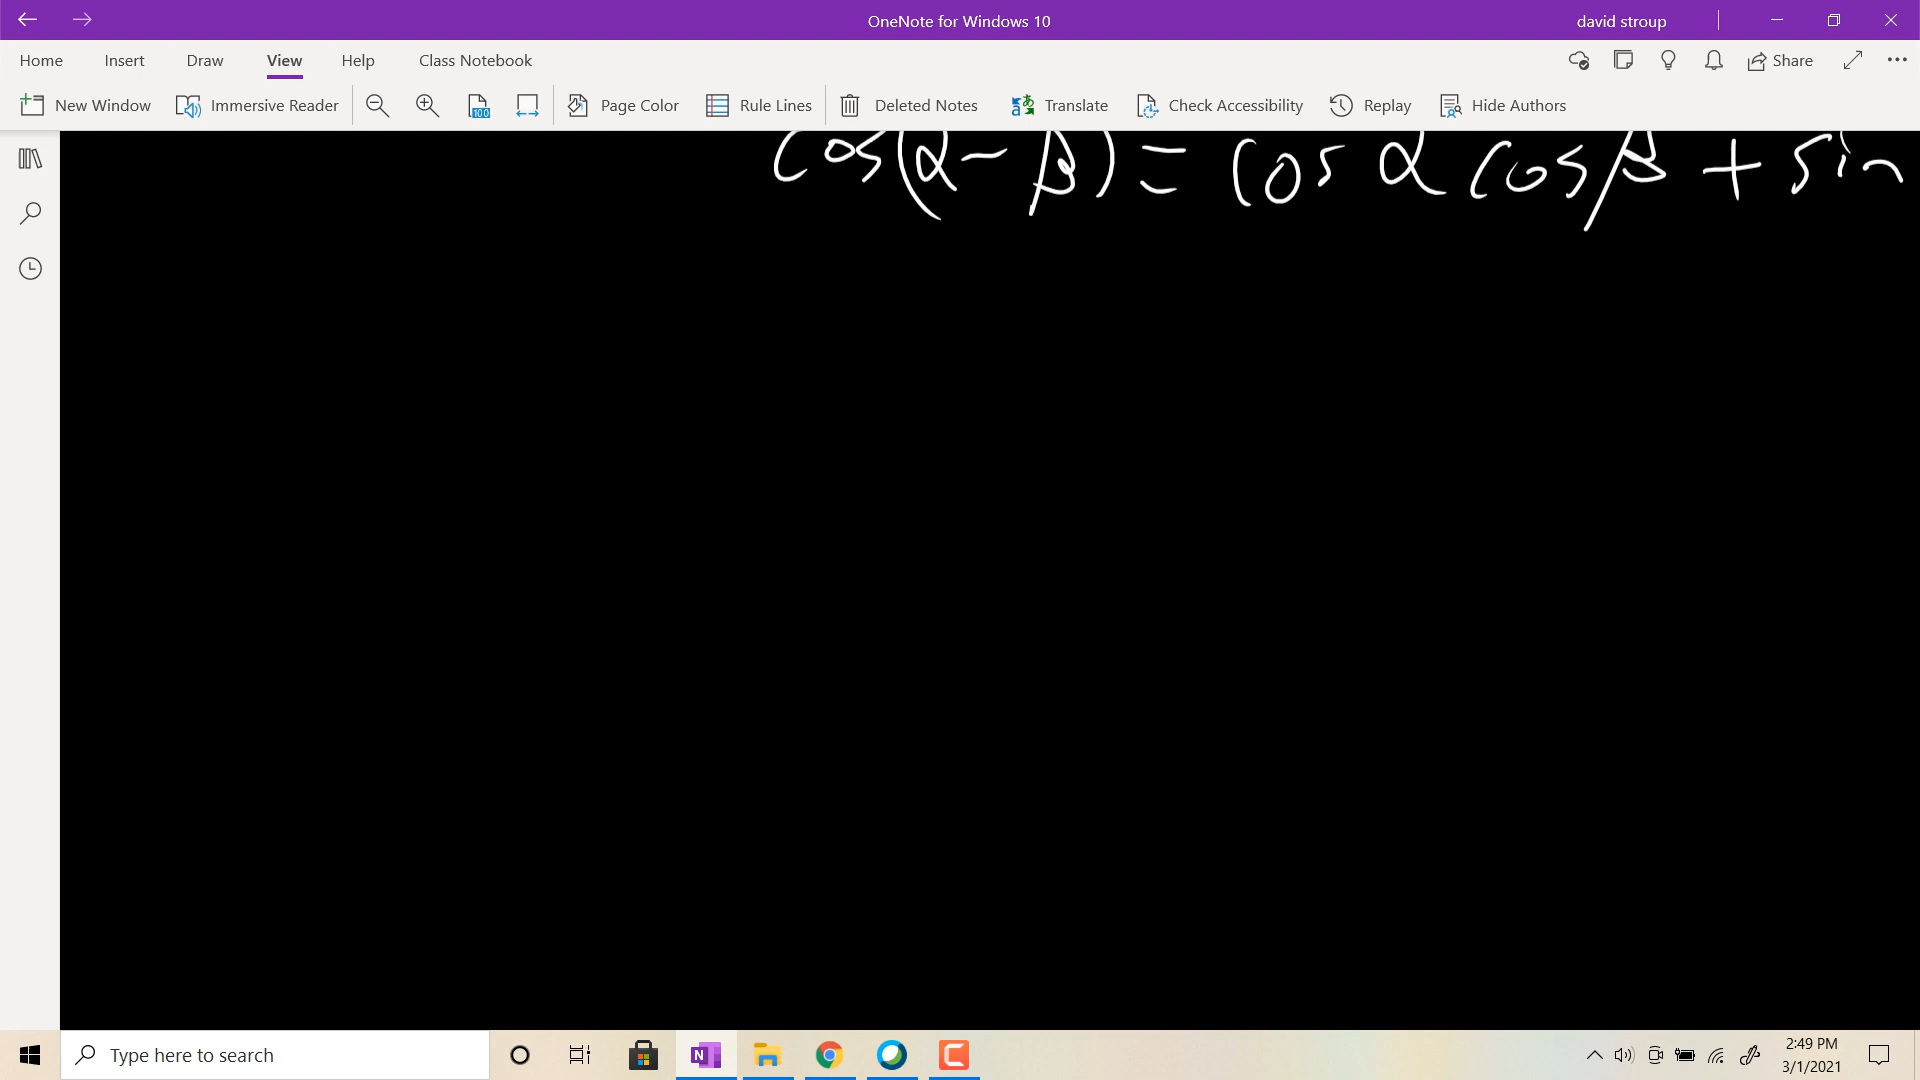 OneNote for Windows 10
david stroup
Home Insert Draw View Help Class Notebook
Share
New Window Immersive Reader 100 Page Color Rule Lines Deleted Notes Translate Check Accessibility Replay Hide Authors
cos(α-β) = cos α cos β + sin
Type here to search
2:49 PM
3/1/2021